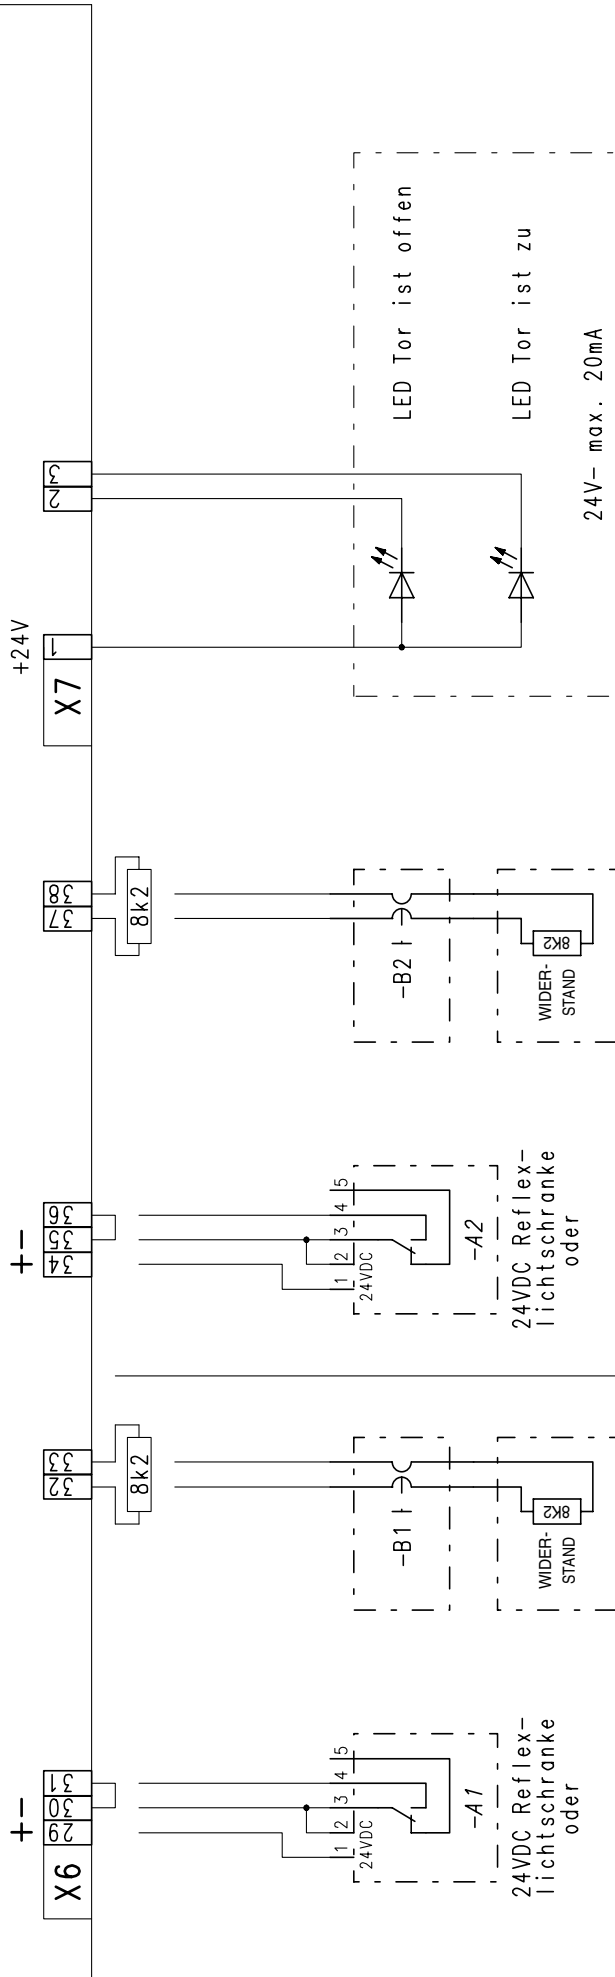 X6
+-
29
30
31
8k2
32
33
+-
34
35
36
8k2
37
38
X7
+24V
1
2
3
1
2
3
4
5
24VDC
-A1
24VDC Reflex-
lichtschranke
oder
-B1
8K2
WIDER-
STAND
1
2
3
4
5
24VDC
-A2
24VDC Reflex-
lichtschranke
oder
-B2
8K2
WIDER-
STAND
LED Tor ist offen
LED Tor ist zu
24V- max. 20mA